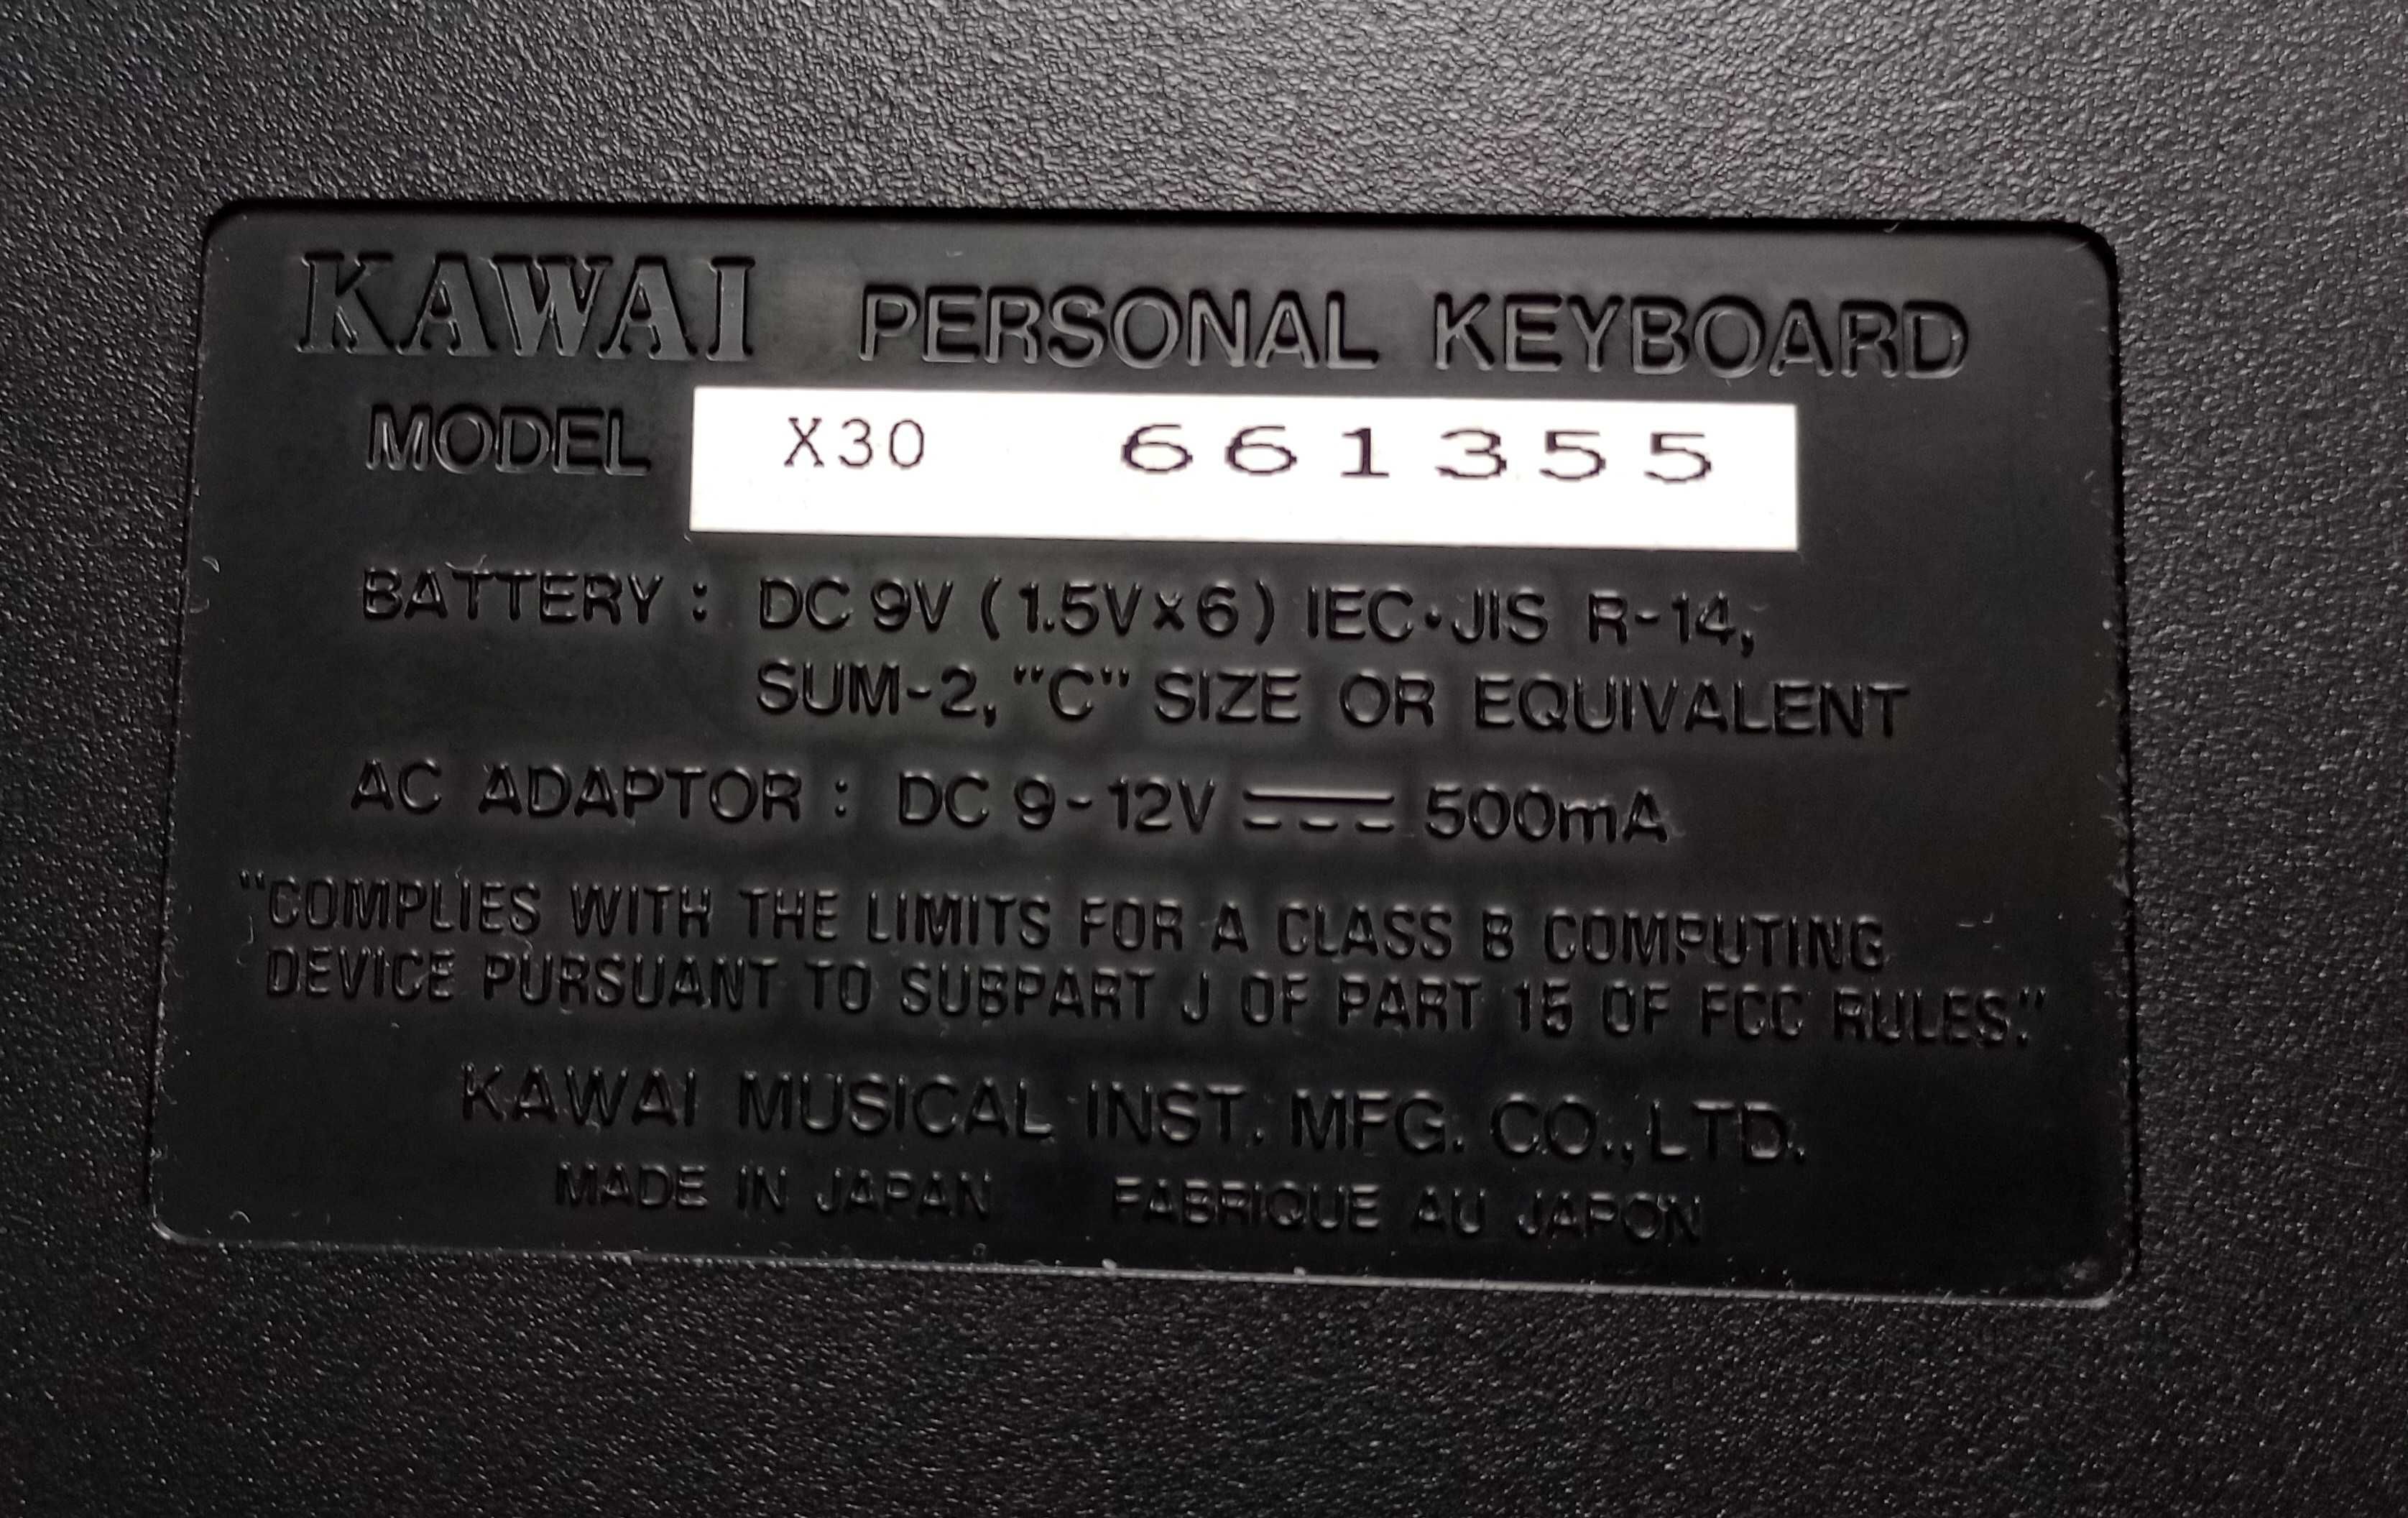 KAWAI PERSONAL KEYBOARD
MODEL X30 661355
BATTERY : DC 9V (1.5V×6) IEC·JIS R-14,
SUM-2, "C" SIZE OR EQUIVALENT
AC ADAPTOR : DC 9-12V ⎓ 500mA
"COMPLIES WITH THE LIMITS FOR A CLASS B COMPUTING
DEVICE PURSUANT TO SUBPART J OF PART 15 OF FCC RULES."
KAWAI MUSICAL INST. MFG. CO.,LTD.
MADE IN JAPAN FABRIQUE AU JAPON